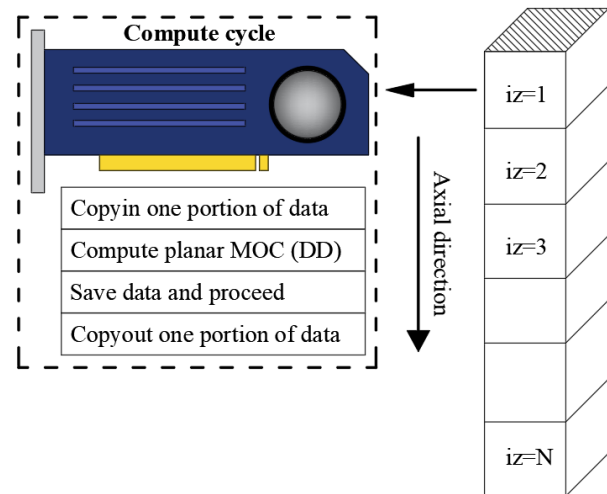 Compute cycle
Copyin one portion of data
Compute planar MOC (DD)
Save data and proceed
Copyout one portion of data
Axial direction
iz=1
iz=2
iz=3
iz=N